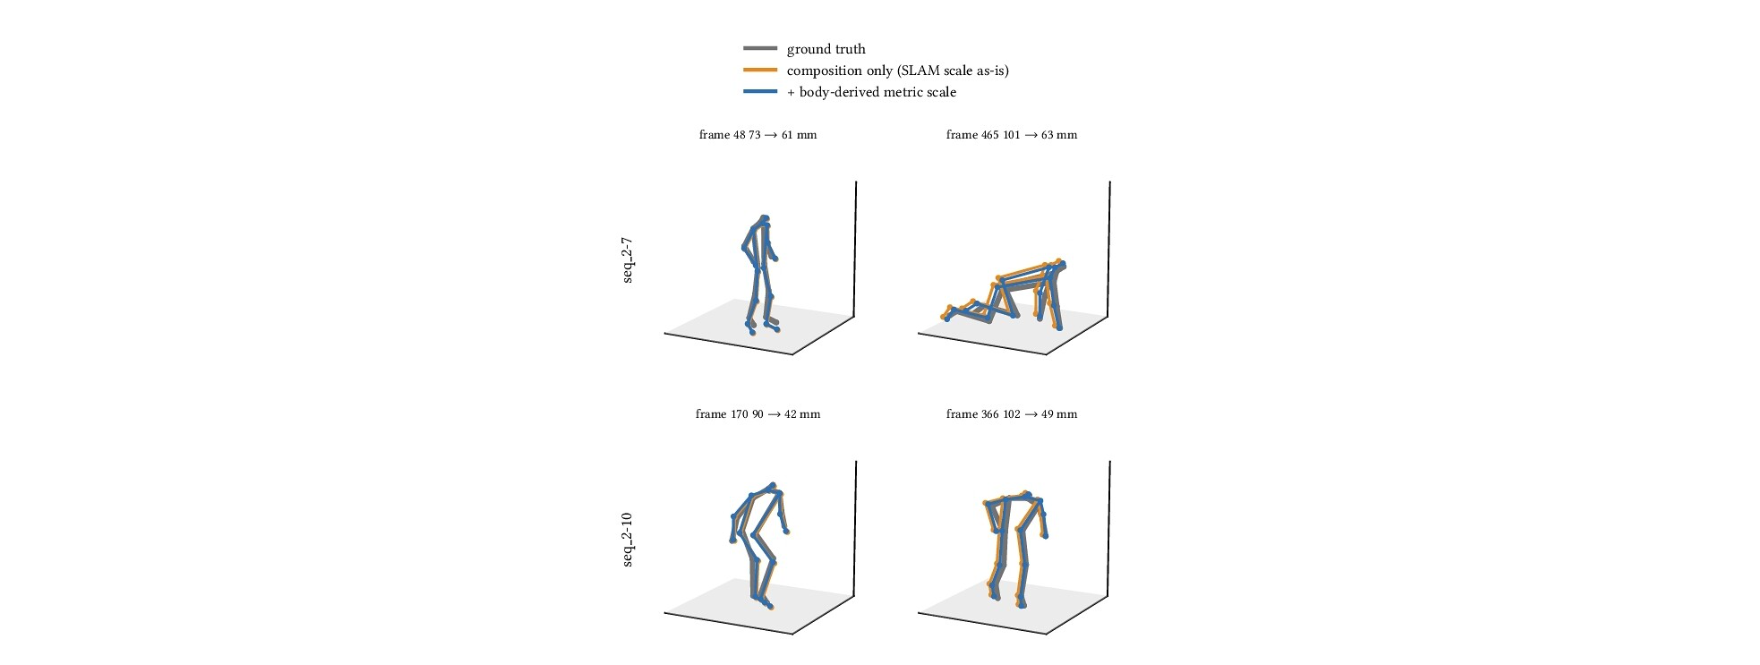 ground truth
composition only (SLAM scale as-is)
+ body-derived metric scale
frame 48 73 → 61 mm
frame 465 101 → 63 mm
seq_2-7
frame 170 90 → 42 mm
frame 366 102 → 49 mm
seq_2-10